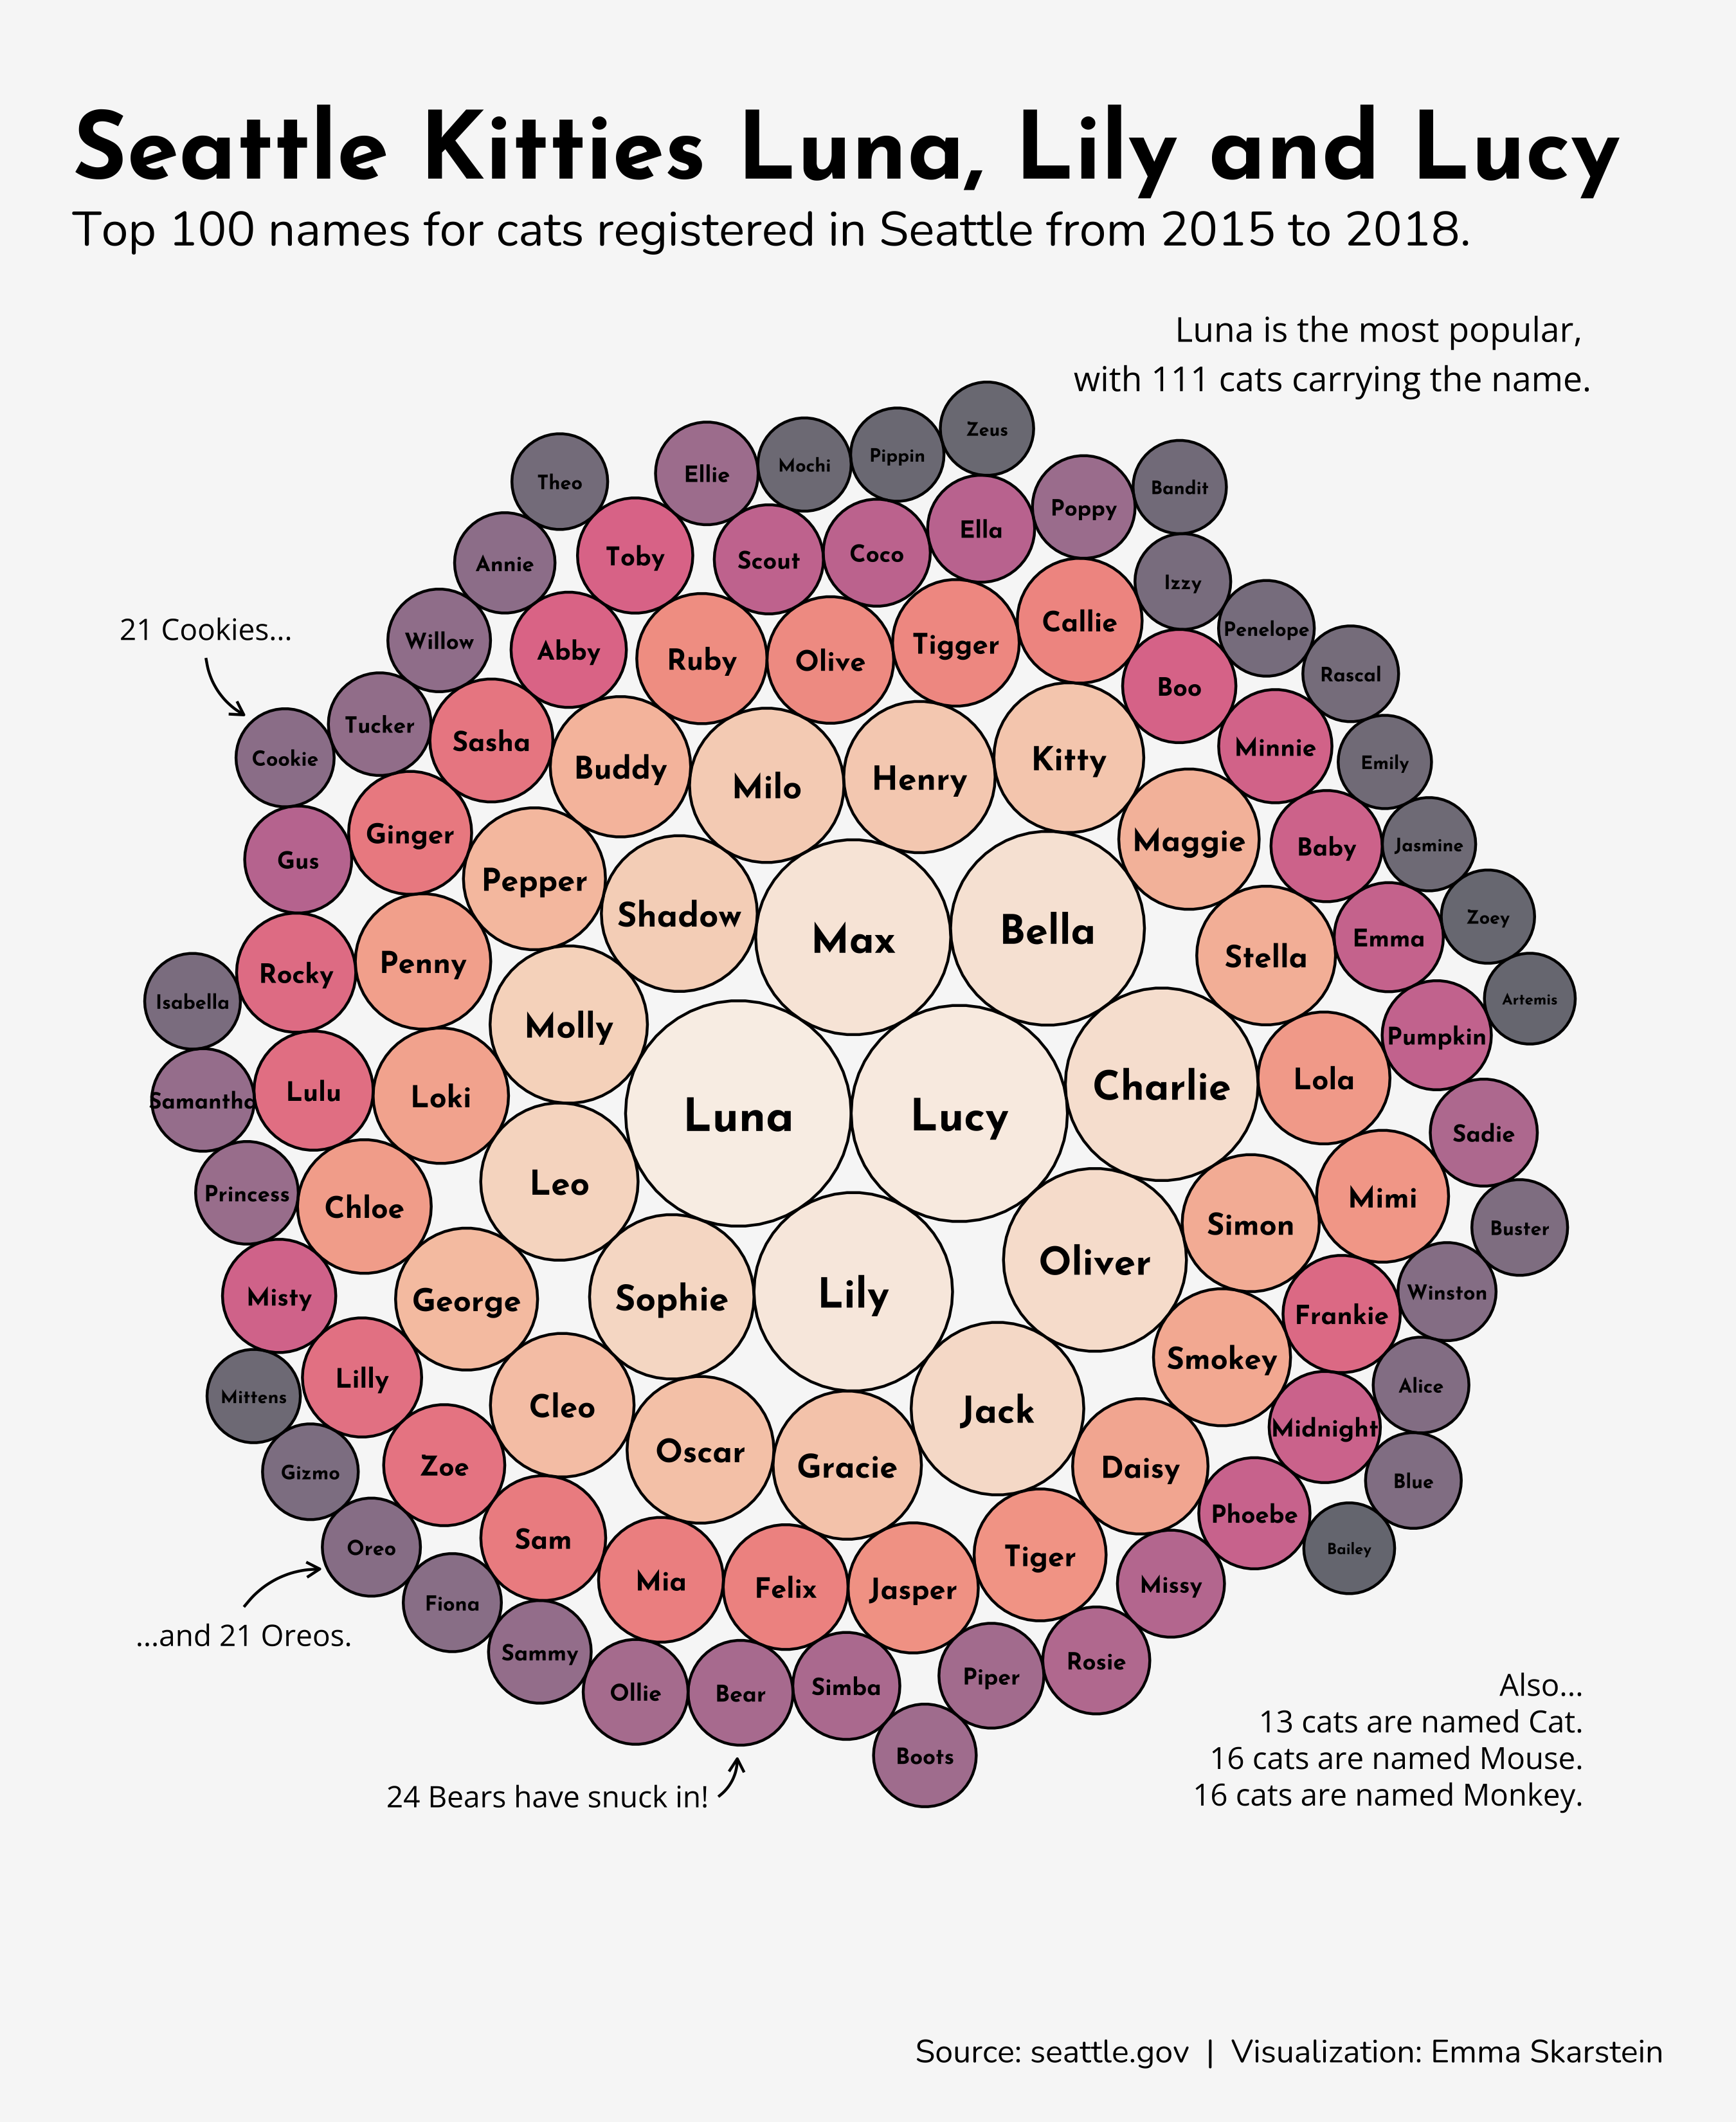 Seattle Kitties Luna, Lily and Lucy
Top 100 names for cats registered in Seattle from 2015 to 2018.
Luna is the most popular,
with 111 cats carrying the name.
Zeus
Mochi
Pippin
Ellie
Theo
Bandit
Poppy
Ella
Coco
Scout
Toby
Annie
Izzy
Callie
Penelope
21 Cookies...
Willow
Abby
Ruby
Olive
Tigger
Rascal
Boo
Tucker
Sasha
Minnie
Cookie
Buddy
Milo
Henry
Kitty
Emily
Gus
Ginger
Pepper
Maggie
Baby
Jasmine
Shadow
Max
Bella
Zoey
Rocky
Penny
Stella
Emma
Isabella
Artemis
Molly
Pumpkin
Samantha
Lulu
Loki
Luna
Lucy
Charlie
Lola
Sadie
Princess
Chloe
Leo
Simon
Mimi
Buster
Misty
George
Sophie
Lily
Oliver
Frankie
Winston
Mittens
Lilly
Cleo
Jack
Smokey
Alice
Gizmo
Zoe
Oscar
Gracie
Daisy
Midnight
Blue
Oreo
Sam
Phoebe
Bailey
Mia
Felix
Jasper
Tiger
Missy
...and 21 Oreos.
Fiona
Sammy
Ollie
Bear
Simba
Piper
Rosie
Boots
24 Bears have snuck in!
Also...
13 cats are named Cat.
16 cats are named Mouse.
16 cats are named Monkey.
Source: seattle.gov | Visualization: Emma Skarstein